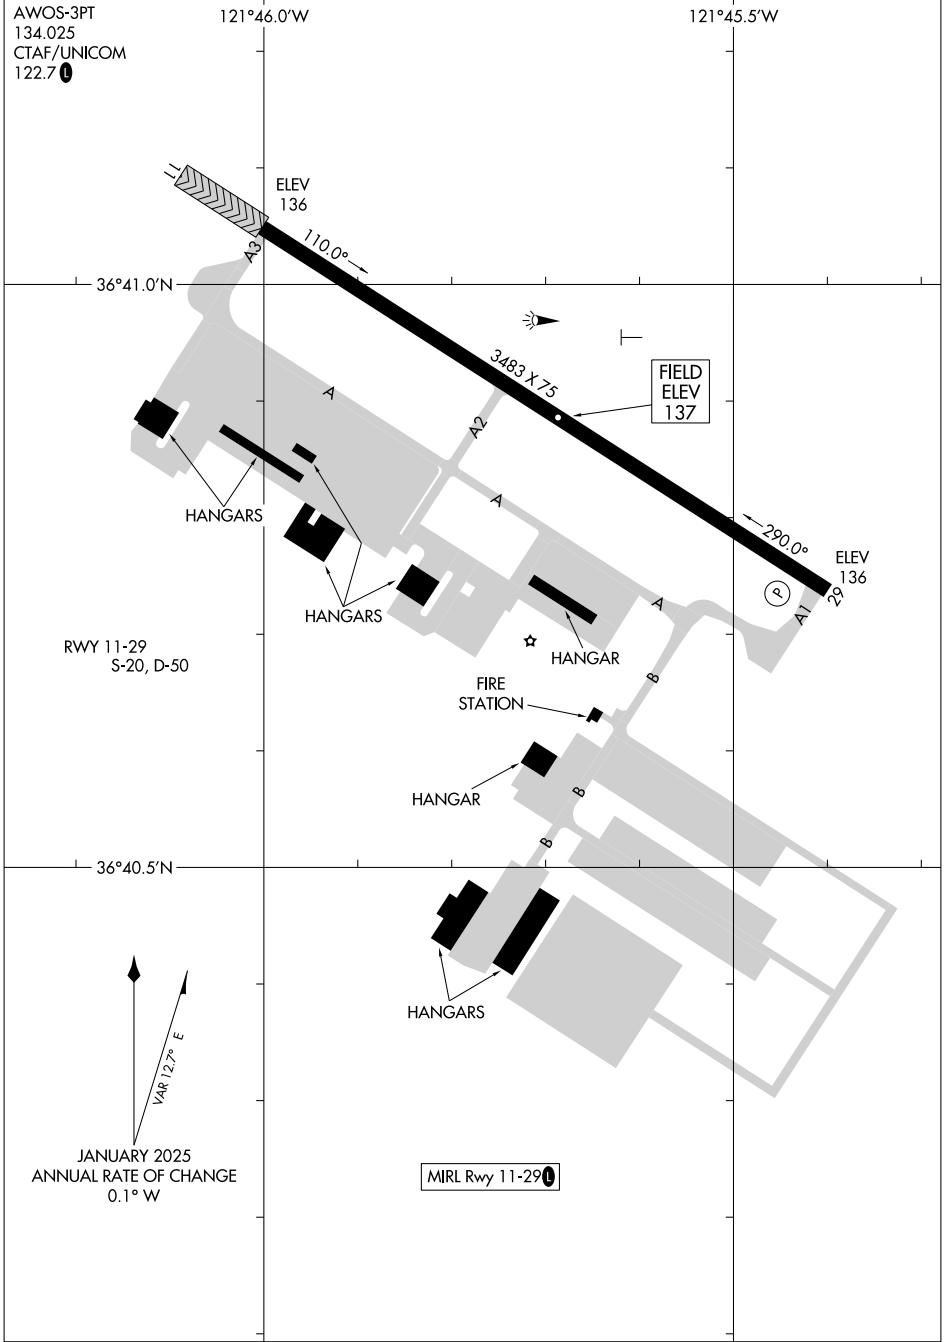 AWOS-3PT
134.025
CTAF/UNICOM
122.7 L
121°46.0'W
121°45.5'W
11
ELEV
136
A3
110.0°
36°41.0'N
3483 X 75
FIELD
ELEV
137
A
A2
A
HANGARS
290.0°
ELEV
136
P
29
A1
A
HANGARS
HANGAR
RWY 11-29
S-20, D-50
B
FIRE
STATION
HANGAR
B
B
36°40.5'N
HANGARS
VAR 12.7° E
JANUARY 2025
ANNUAL RATE OF CHANGE
0.1° W
MIRL Rwy 11-29 L